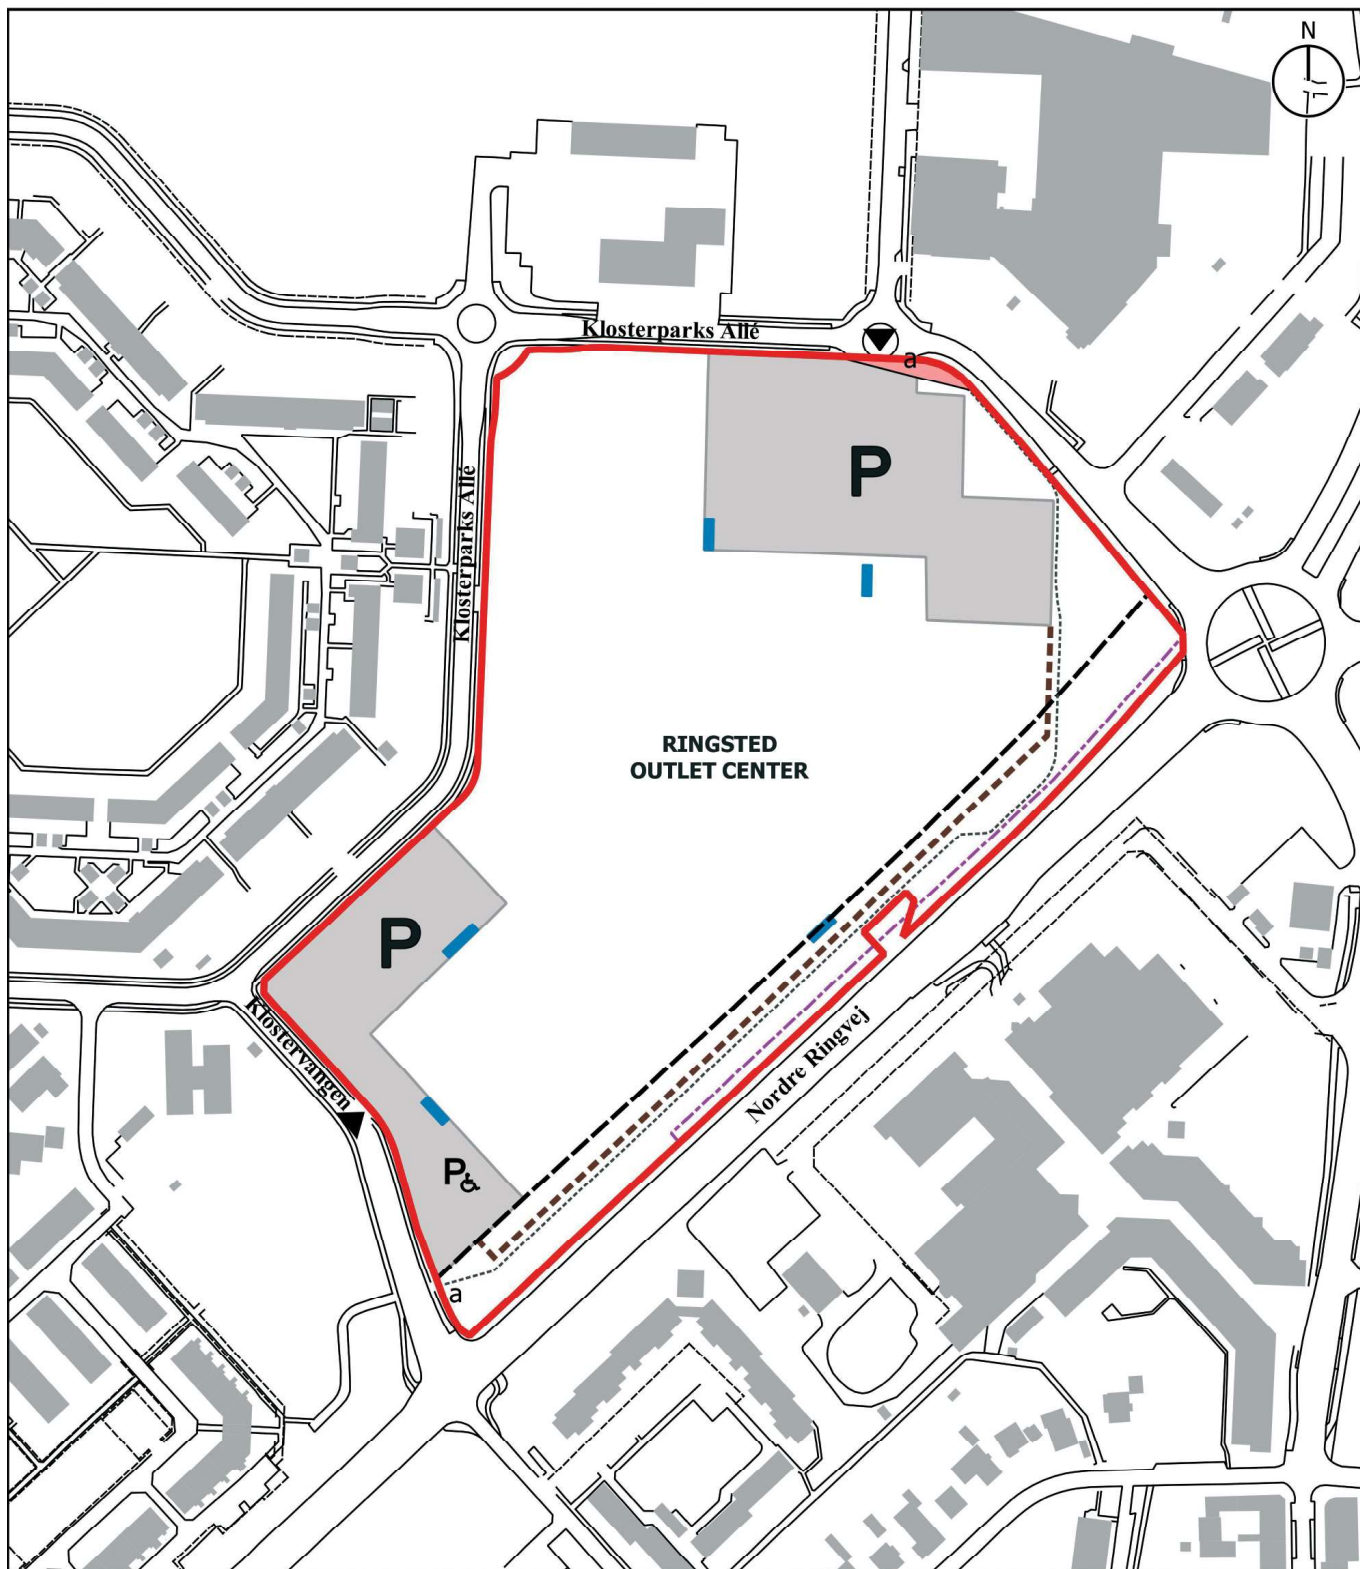 N
Klosterparks Allé
a
P
Klosterparks Allé
RINGSTED
OUTLET CENTER
P
Klostervangen
Nordre Ringvej
P
a